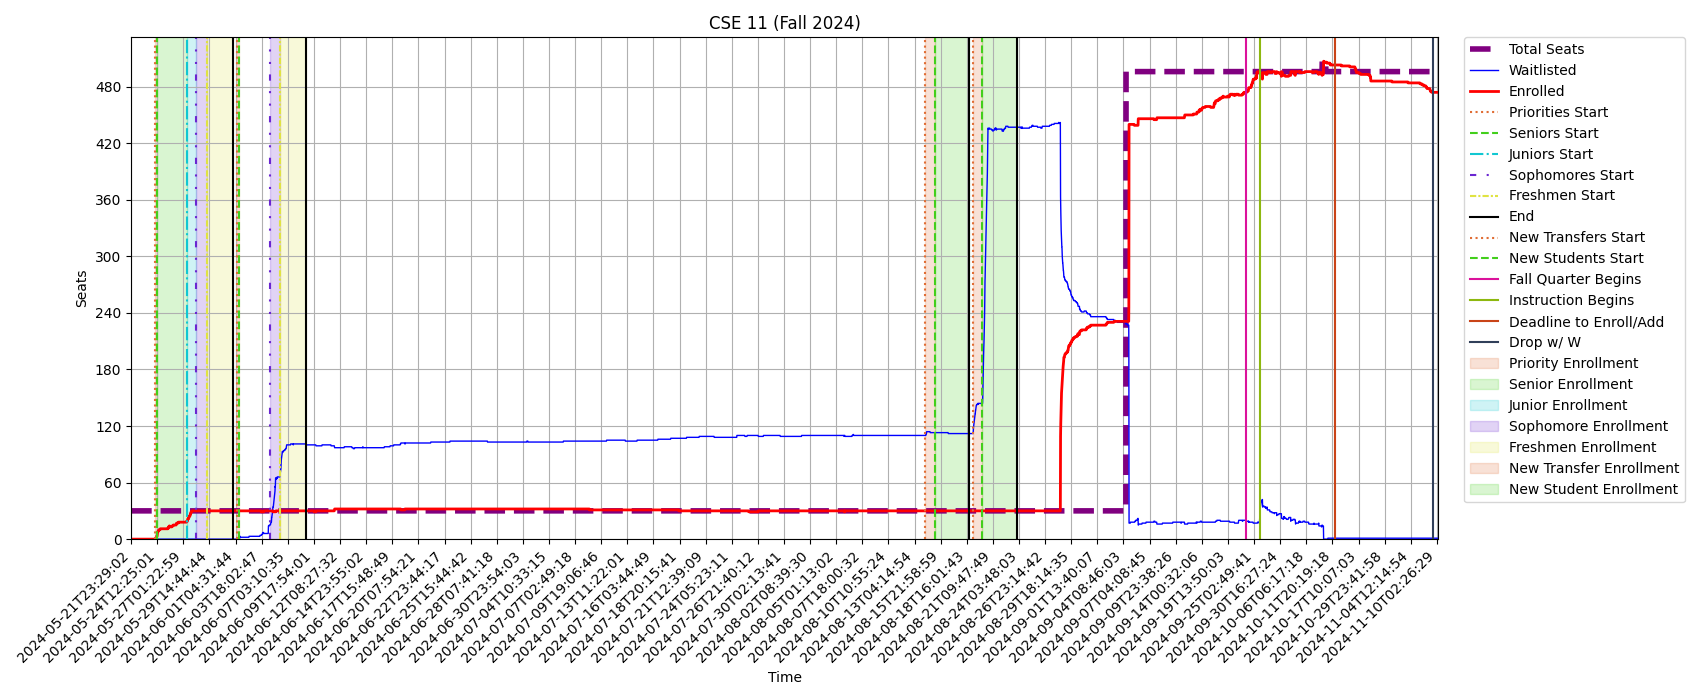 CSE 11 (Fall 2024)
Seats
480
420
360
300
240
180
120
60
0
2024-05-21T23:29:02
2024-05-24T12:25:01
2024-05-27T01:22:59
2024-05-29T14:44:44
2024-06-01T04:31:44
2024-06-03T18:02:47
2024-06-07T03:10:35
2024-06-09T17:54:01
2024-06-12T08:27:32
2024-06-14T23:55:02
2024-06-17T15:48:49
2024-06-20T07:54:21
2024-06-22T23:44:17
2024-06-25T15:44:42
2024-06-28T07:41:18
2024-06-30T23:54:03
2024-07-04T10:33:15
2024-07-07T02:49:18
2024-07-09T19:06:46
2024-07-13T11:22:01
2024-07-16T03:44:49
2024-07-18T20:15:41
2024-07-21T12:39:09
2024-07-24T05:23:11
2024-07-26T21:40:12
2024-07-30T02:13:41
2024-08-02T08:39:30
2024-08-05T01:13:02
2024-08-07T18:00:32
2024-08-10T10:55:24
2024-08-13T04:14:54
2024-08-15T21:58:59
2024-08-18T16:01:43
2024-08-21T09:47:49
2024-08-24T03:48:03
2024-08-26T23:14:42
2024-08-29T18:14:35
2024-09-01T13:40:07
2024-09-04T08:46:03
2024-09-07T04:08:45
2024-09-09T23:38:26
2024-09-14T00:32:06
2024-09-19T13:50:03
2024-09-25T02:49:41
2024-09-30T16:27:24
2024-10-06T06:17:18
2024-10-11T20:19:18
2024-10-17T10:07:03
2024-10-29T23:41:58
2024-11-04T12:14:54
2024-11-10T02:26:29
Time
Total Seats
Waitlisted
Enrolled
Priorities Start
Seniors Start
Juniors Start
Sophomores Start
Freshmen Start
End
New Transfers Start
New Students Start
Fall Quarter Begins
Instruction Begins
Deadline to Enroll/Add
Drop w/ W
Priority Enrollment
Senior Enrollment
Junior Enrollment
Sophomore Enrollment
Freshmen Enrollment
New Transfer Enrollment
New Student Enrollment